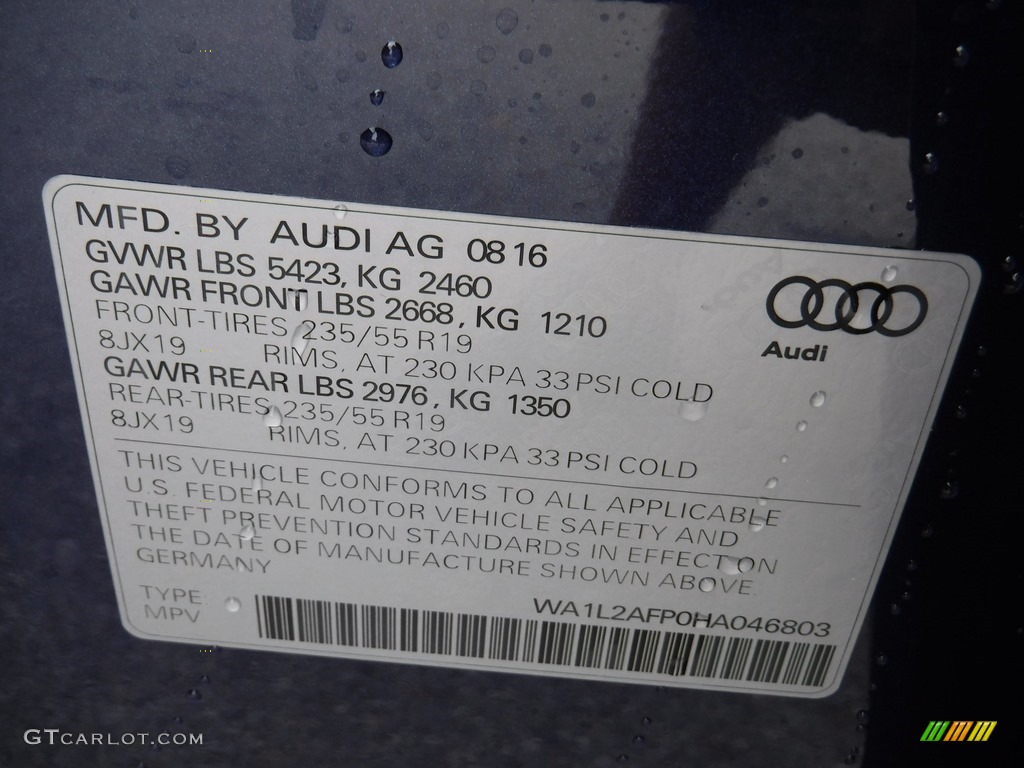 MFD. BY AUDI AG 0816
GVWR LBS 5423, KG 2460
GAWR FRONT LBS 2668, KG 1210
FRONT-TIRES 235/55 R19
8JX19 RIMS, AT 230 KPA 33 PSI COLD
GAWR REAR LBS 2976, KG 1350
REAR-TIRES 235/55 R19
8JX19 RIMS, AT 230 KPA 33 PSI COLD
Audi
THIS VEHICLE CONFORMS TO ALL APPLICABLE
U.S. FEDERAL MOTOR VEHICLE SAFETY AND
THEFT PREVENTION STANDARDS IN EFFECT ON
THE DATE OF MANUFACTURE SHOWN ABOVE.
GERMANY
TYPE:
MPV
WA1L2AFP0HA046803
GTCARLOT.COM